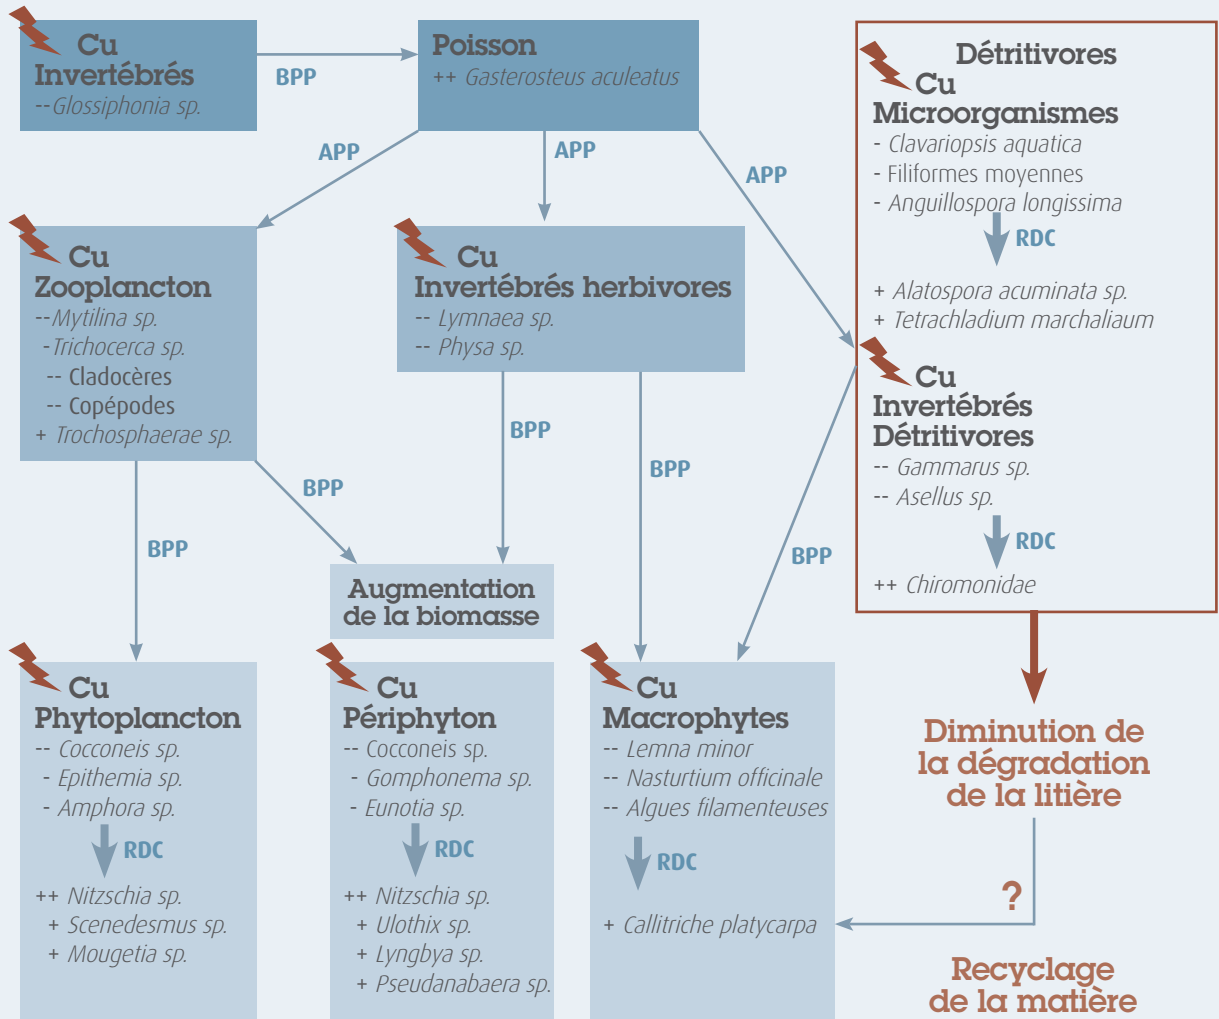 Cu
Invertébrés
--Glossiphonia sp.
BPP
Poisson
++ Gasterosteus aculeatus
APP
APP
APP
Détritivores
Cu
Microorganismes
- Clavariopsis aquatica
- Filiformes moyennes
- Anguillospora longissima
RDC
+ Alatospora acuminata sp.
+ Tetrachladium marchaliaum
Cu
Invertébrés
Détritivores
-- Gammarus sp.
-- Asellus sp.
RDC
++ Chiromonidae
Cu
Zooplancton
--Mytilina sp.
-Trichocerca sp.
-- Cladocères
-- Copépodes
+ Trochosphaerae sp.
Cu
Invertébrés herbivores
-- Lymnaea sp.
-- Physa sp.
BPP
BPP
BPP
BPP
BPP
Augmentation
de la biomasse
Cu
Phytoplancton
-- Cocconeis sp.
- Epithemia sp.
- Amphora sp.
RDC
++ Nitzschia sp.
+ Scenedesmus sp.
+ Mougetia sp.
Cu
Périphyton
-- Cocconeis sp.
- Gomphonema sp.
- Eunotia sp.
RDC
++ Nitzschia sp.
+ Ulothix sp.
+ Lyngbya sp.
+ Pseudanabaera sp.
Cu
Macrophytes
-- Lemna minor
-- Nasturtium officinale
-- Algues filamenteuses
RDC
+ Callitriche platycarpa
Diminution de
la dégradation
de la litière
?
Recyclage
de la matière